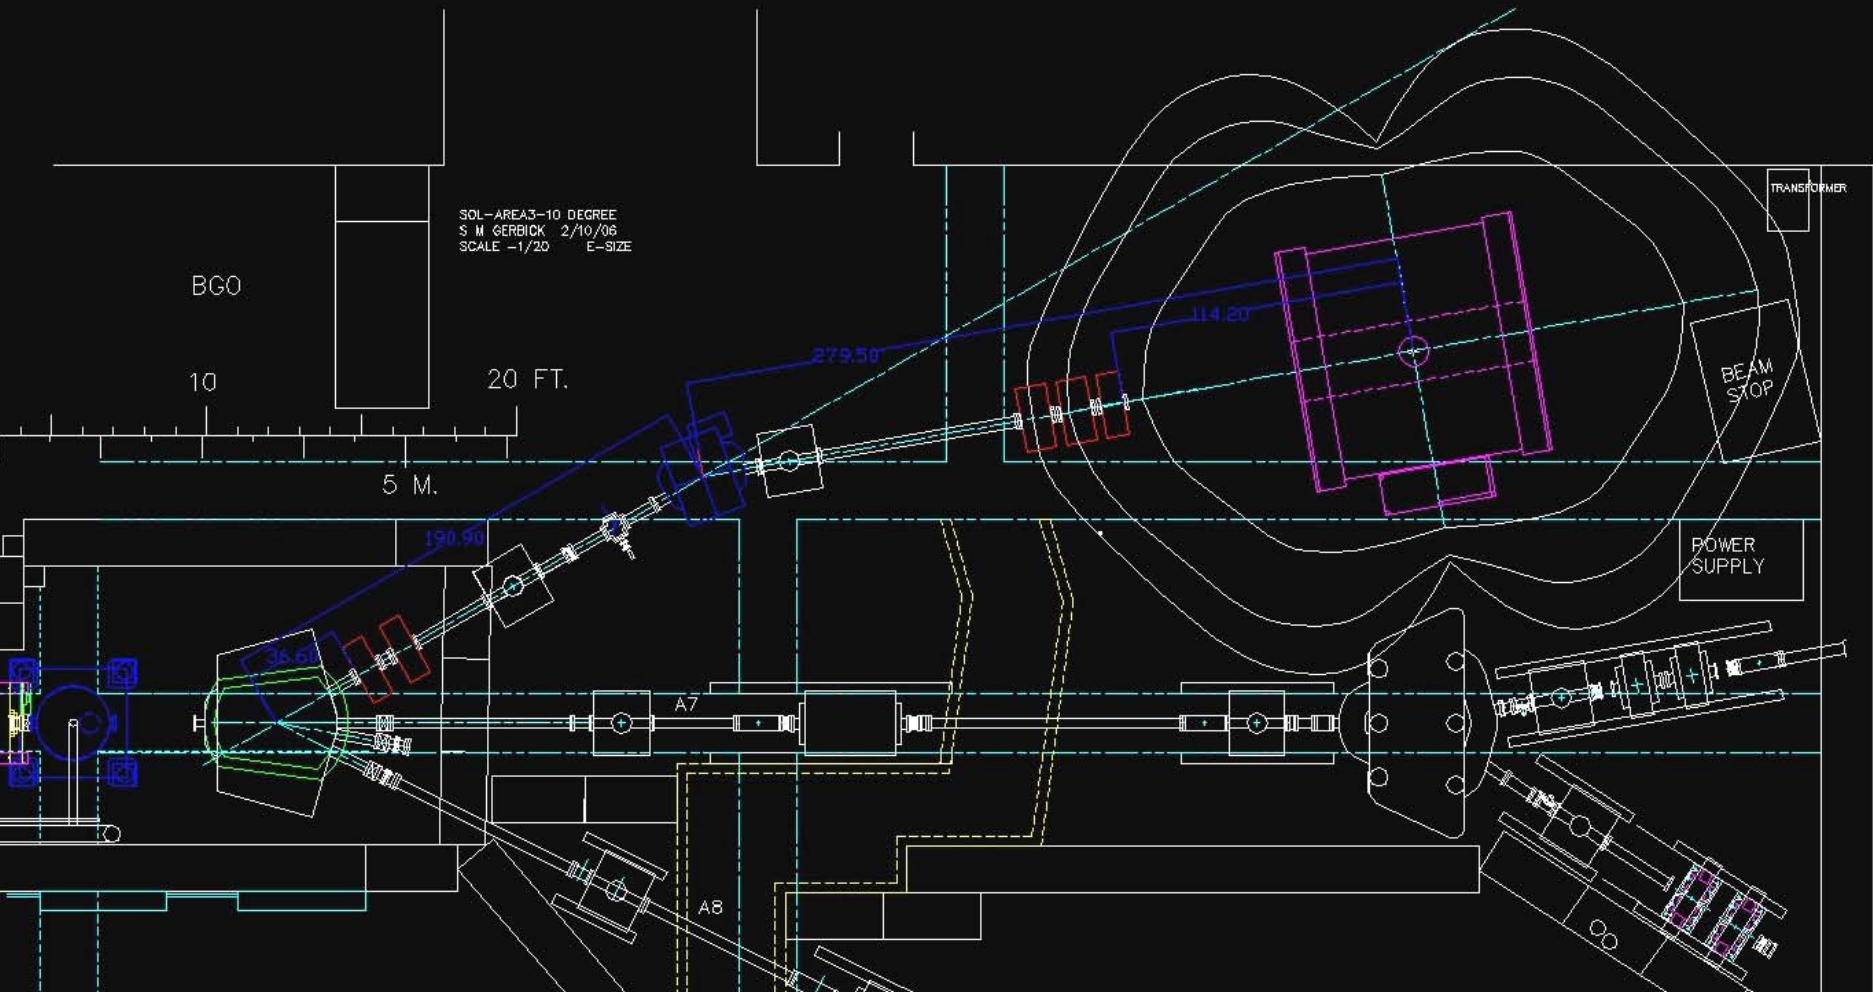 TRANSFORMER
SOL-AREA3-10 DEGREE
S M GERBICK 2/10/06
SCALE -1/20 E-SIZE
BGO
114.20
279.50
10
20 FT.
BEAM
STOP
5 M.
190.90
POWER
SUPPLY
36.60
A7
A8